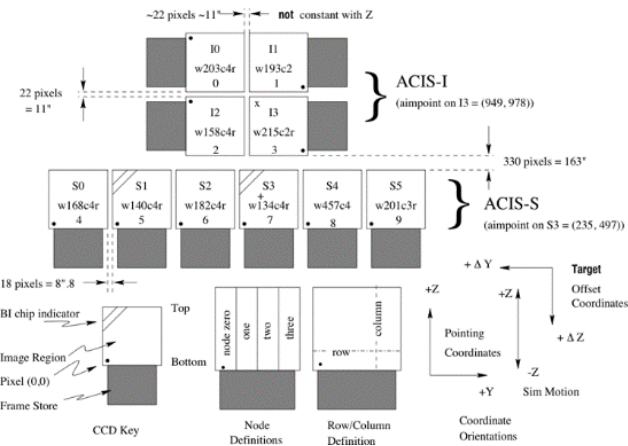 ~22 pixels ~11" not constant with Z
I0 I1
w203c4r w193c2
0 1
22 pixels
= 11"
I2 x I3
w158c4r w215c2r
2 3
ACIS-I
(aimpoint on I3 = (949, 978))
330 pixels = 163"
S0 S1 S2 S3 S4 S5
+
w168c4r w140c4r w182c4r w134c4r w457c4 w201c3r
4 5 6 7 8 9
ACIS-S
(aimpoint on S3 = (235, 497))
18 pixels = 8".8
BI chip indicator
Top
Image Region
Bottom
Pixel (0,0)
Frame Store
CCD Key
node zero
one
two
three
Node
Definitions
row
column
Row/Column
Definition
+ Δ Y
Target
Offset
Coordinates
+ Δ Z
+Z
+Z
Pointing
Coordinates
-Z
+Y
Sim Motion
Coordinate
Orientations